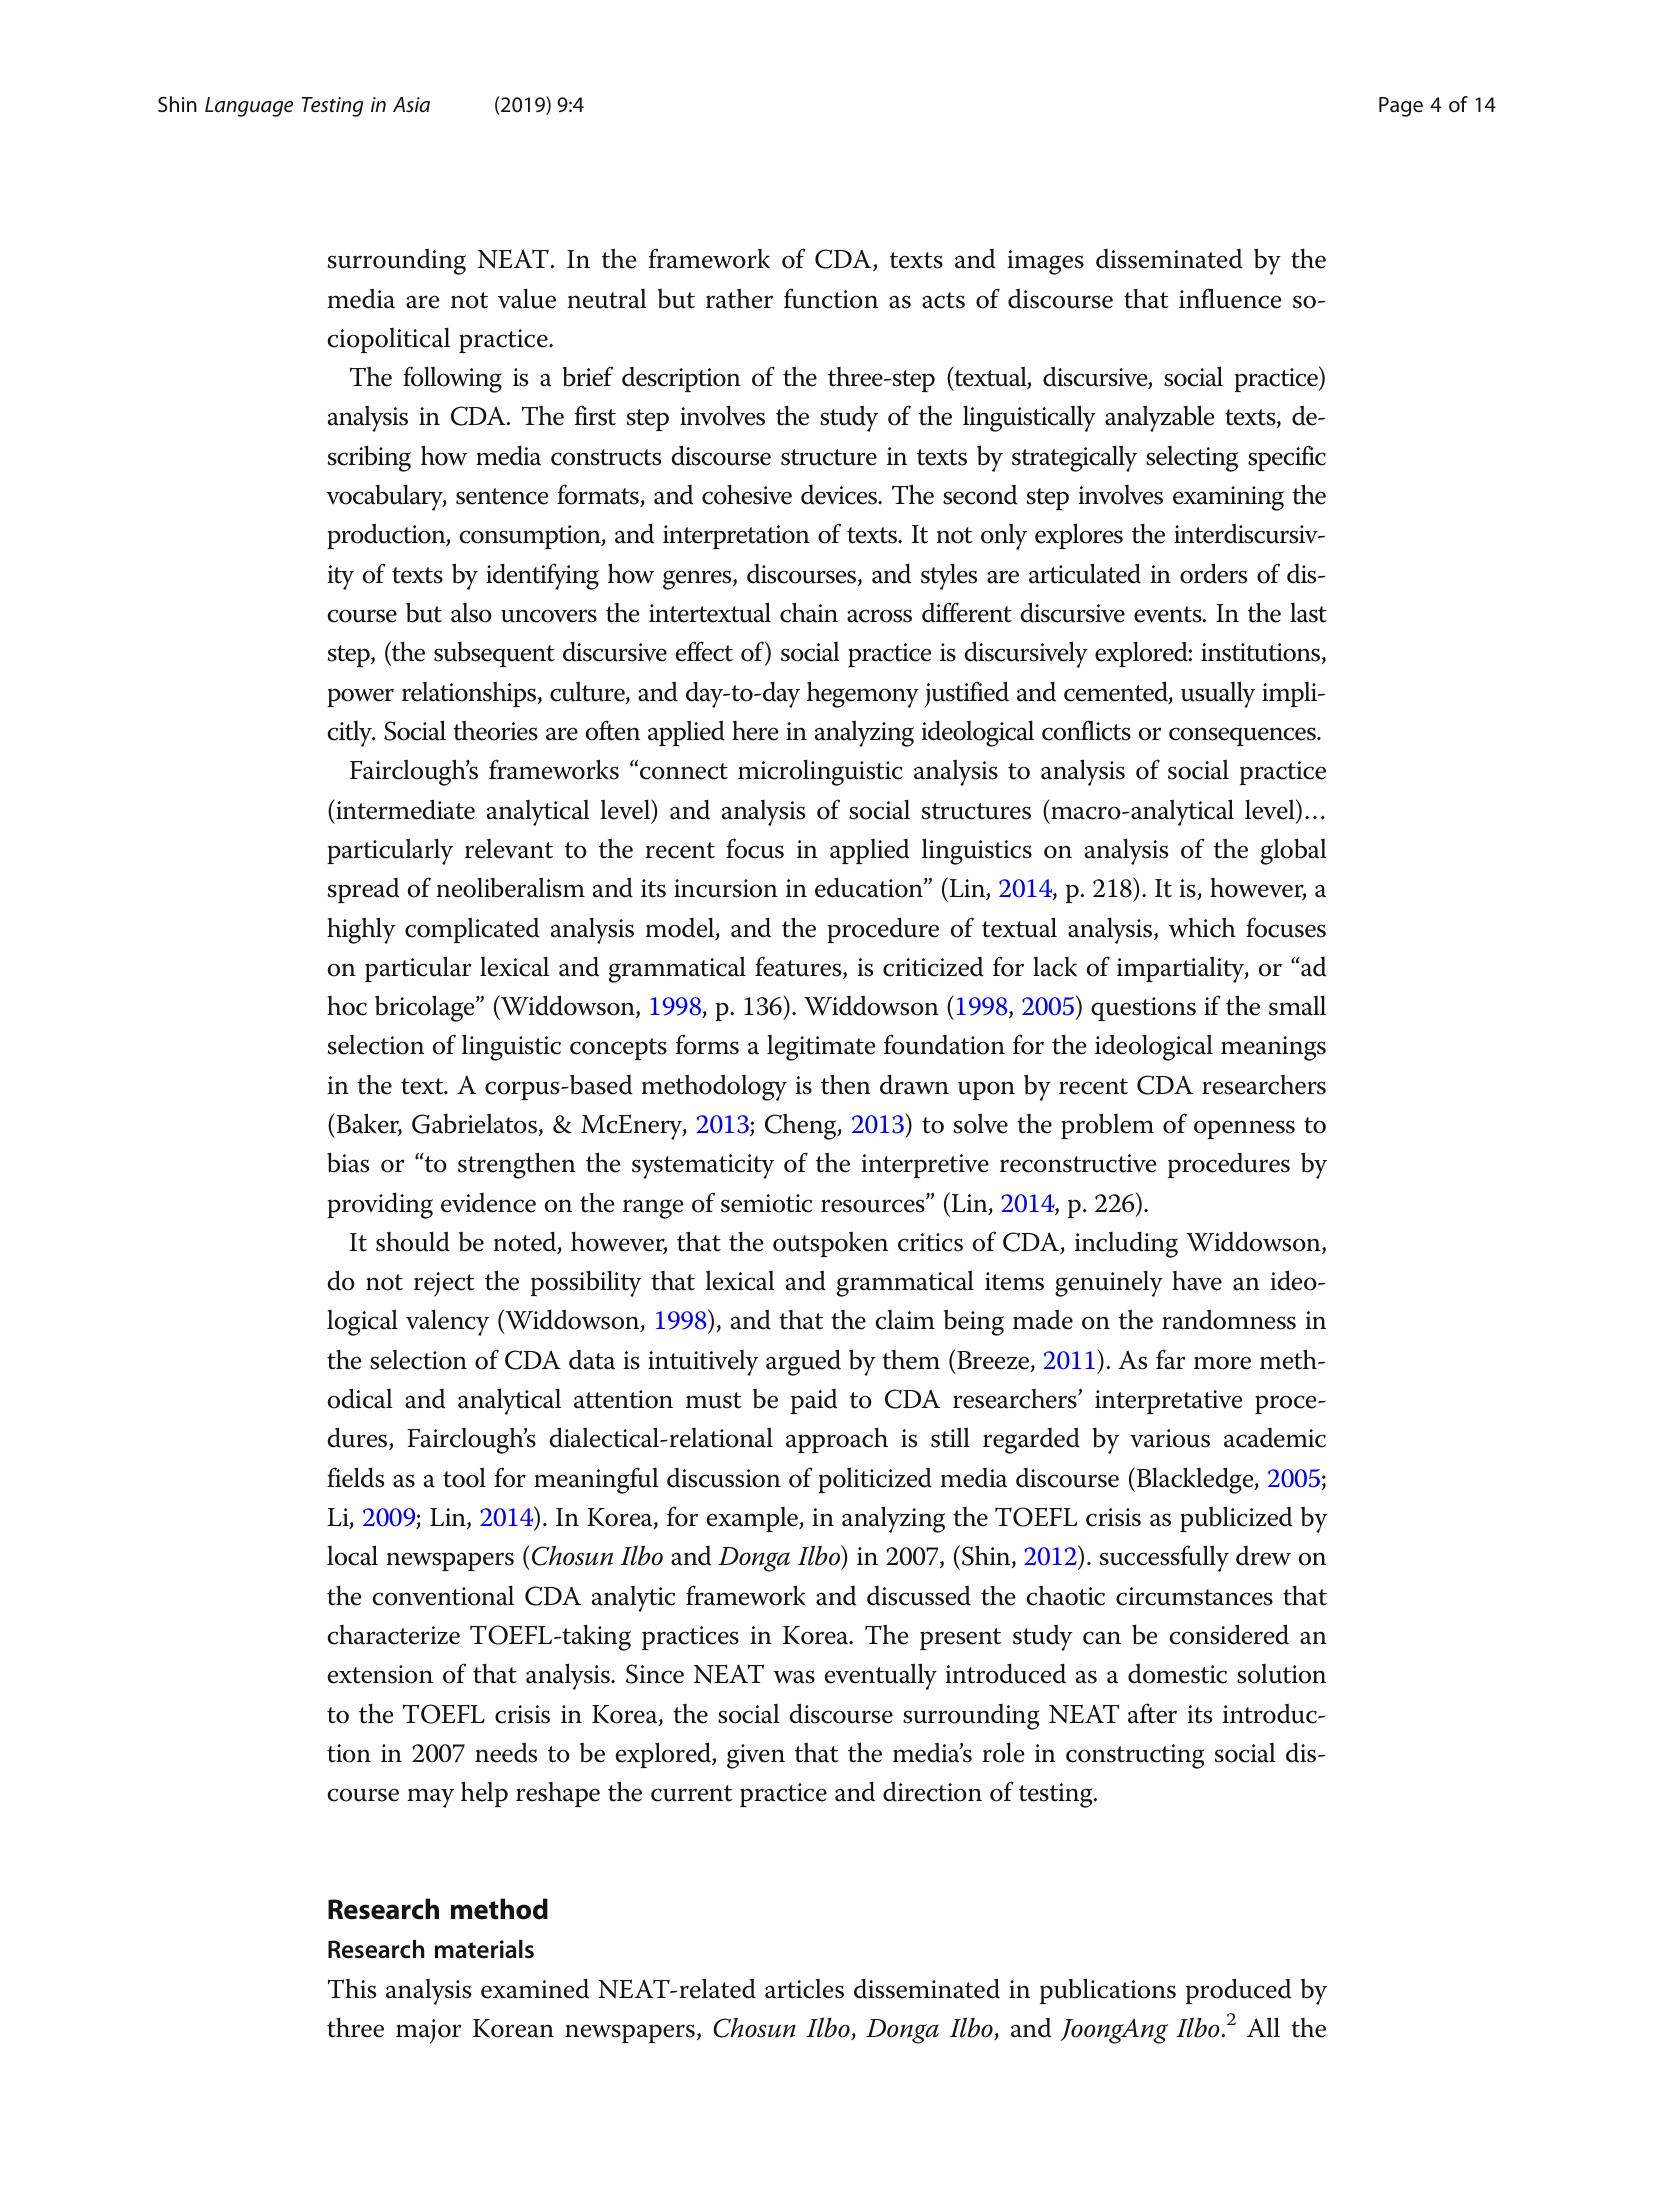 Shin Language Testing in Asia (2019) 9:4 Page 4 of 14
surrounding NEAT. In the framework of CDA, texts and images disseminated by the
media are not value neutral but rather function as acts of discourse that influence so-
ciopolitical practice.
The following is a brief description of the three-step (textual, discursive, social practice)
analysis in CDA. The first step involves the study of the linguistically analyzable texts, de-
scribing how media constructs discourse structure in texts by strategically selecting specific
vocabulary, sentence formats, and cohesive devices. The second step involves examining the
production, consumption, and interpretation of texts. It not only explores the interdiscursiv-
ity of texts by identifying how genres, discourses, and styles are articulated in orders of dis-
course but also uncovers the intertextual chain across different discursive events. In the last
step, (the subsequent discursive effect of) social practice is discursively explored: institutions,
power relationships, culture, and day-to-day hegemony justified and cemented, usually impli-
citly. Social theories are often applied here in analyzing ideological conflicts or consequences.
Fairclough’s frameworks “connect microlinguistic analysis to analysis of social practice
(intermediate analytical level) and analysis of social structures (macro-analytical level)…
particularly relevant to the recent focus in applied linguistics on analysis of the global
spread of neoliberalism and its incursion in education” (Lin, 2014, p. 218). It is, however, a
highly complicated analysis model, and the procedure of textual analysis, which focuses
on particular lexical and grammatical features, is criticized for lack of impartiality, or “ad
hoc bricolage” (Widdowson, 1998, p. 136). Widdowson (1998, 2005) questions if the small
selection of linguistic concepts forms a legitimate foundation for the ideological meanings
in the text. A corpus-based methodology is then drawn upon by recent CDA researchers
(Baker, Gabrielatos, & McEnery, 2013; Cheng, 2013) to solve the problem of openness to
bias or “to strengthen the systematicity of the interpretive reconstructive procedures by
providing evidence on the range of semiotic resources” (Lin, 2014, p. 226).
It should be noted, however, that the outspoken critics of CDA, including Widdowson,
do not reject the possibility that lexical and grammatical items genuinely have an ideo-
logical valency (Widdowson, 1998), and that the claim being made on the randomness in
the selection of CDA data is intuitively argued by them (Breeze, 2011). As far more meth-
odical and analytical attention must be paid to CDA researchers’ interpretative proce-
dures, Fairclough’s dialectical-relational approach is still regarded by various academic
fields as a tool for meaningful discussion of politicized media discourse (Blackledge, 2005;
Li, 2009; Lin, 2014). In Korea, for example, in analyzing the TOEFL crisis as publicized by
local newspapers (Chosun Ilbo and Donga Ilbo) in 2007, (Shin, 2012). successfully drew on
the conventional CDA analytic framework and discussed the chaotic circumstances that
characterize TOEFL-taking practices in Korea. The present study can be considered an
extension of that analysis. Since NEAT was eventually introduced as a domestic solution
to the TOEFL crisis in Korea, the social discourse surrounding NEAT after its introduc-
tion in 2007 needs to be explored, given that the media’s role in constructing social dis-
course may help reshape the current practice and direction of testing.
Research method
Research materials
This analysis examined NEAT-related articles disseminated in publications produced by
three major Korean newspapers, Chosun Ilbo, Donga Ilbo, and JoongAng Ilbo.2 All the